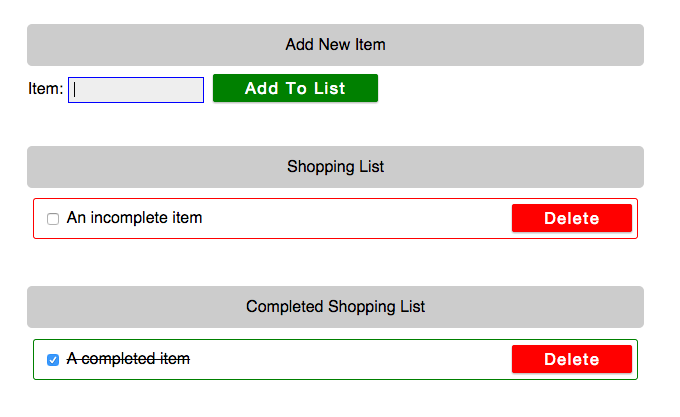 Add New Item
Item: Add To List
Shopping List
An incomplete item Delete
Completed Shopping List
A completed item Delete